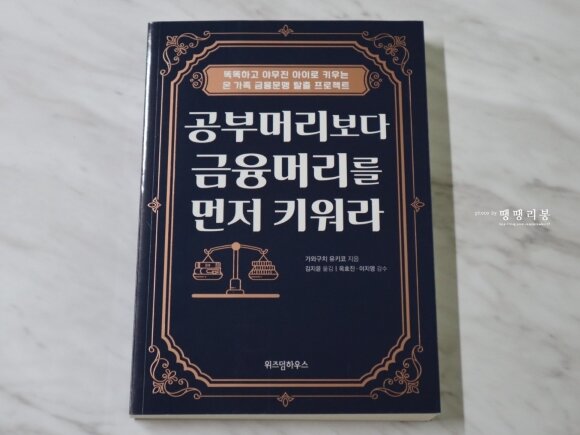 똑똑하고 야무진 아이로 키우는
온 가족 금융문맹 탈출 프로젝트
공부머리보다
금융머리를
먼저 키워라
가와구치 유키코 지음
김지윤 옮김 | 옥효진·이지영 감수
위즈덤하우스
photo by 땡땡리봉